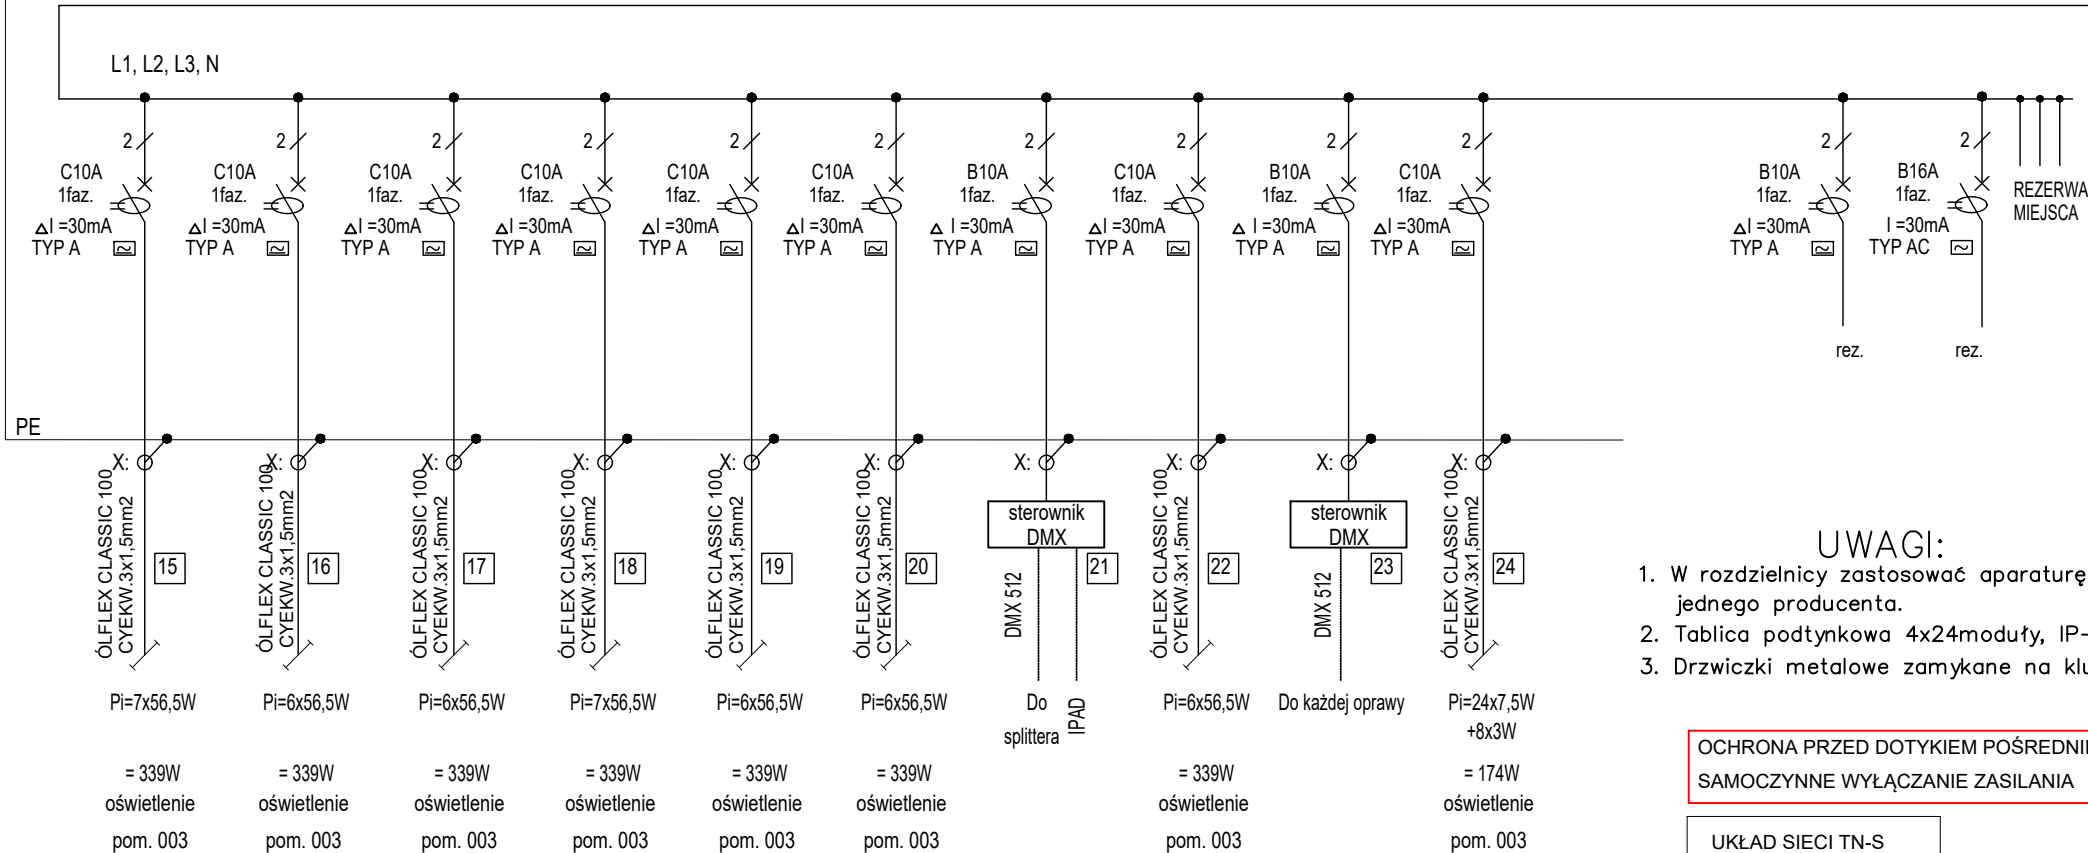 L1, L2, L3, N
2
C10A
1faz.
ΔI =30mA
TYP A
2
C10A
1faz.
ΔI =30mA
TYP A
2
C10A
1faz.
ΔI =30mA
TYP A
2
C10A
1faz.
ΔI =30mA
TYP A
2
C10A
1faz.
ΔI =30mA
TYP A
2
C10A
1faz.
ΔI =30mA
TYP A
2
B10A
1faz.
ΔI =30mA
TYP A
2
C10A
1faz.
ΔI =30mA
TYP A
2
B10A
1faz.
Δ I =30mA
TYP A
2
C10A
1faz.
ΔI =30mA
TYP A
2
B10A
1faz.
ΔI =30mA
TYP A
rez.
2
B16A
1faz.
I =30mA
TYP AC
rez.
REZERWA
MIEJSCA
PE
X:
ÓLFLEX CLASSIC 100
CYEKW.3x1,5mm2
15
Pi=7x56,5W
= 339W
oświetlenie
pom. 003
X:
ÓLFLEX CLASSIC 100
CYEKW.3x1,5mm2
16
Pi=6x56,5W
= 339W
oświetlenie
pom. 003
X:
ÓLFLEX CLASSIC 100
CYEKW.3x1,5mm2
17
Pi=6x56,5W
= 339W
oświetlenie
pom. 003
X:
ÓLFLEX CLASSIC 100
CYEKW.3x1,5mm2
18
Pi=7x56,5W
= 339W
oświetlenie
pom. 003
X:
ÓLFLEX CLASSIC 100
CYEKW.3x1,5mm2
19
Pi=6x56,5W
= 339W
oświetlenie
pom. 003
X:
ÓLFLEX CLASSIC 100
CYEKW.3x1,5mm2
20
Pi=6x56,5W
= 339W
oświetlenie
pom. 003
X:
sterownik
DMX
21
DMX 512
Do
splittera
IPAD
X:
ÓLFLEX CLASSIC 100
CYEKW.3x1,5mm2
22
Pi=6x56,5W
= 339W
oświetlenie
pom. 003
X:
sterownik
DMX
23
DMX 512
Do każdej oprawy
X:
ÓLFLEX CLASSIC 100
CYEKW.3x1,5mm2
24
Pi=24x7,5W
+8x3W
= 174W
oświetlenie
pom. 003
UWAGI:
1. W rozdzielnicy zastosować aparaturę
jednego producenta.
2. Tablica podtynkowa 4x24moduły, IP-
3. Drzwiczki metalowe zamykane na klu
OCHRONA PRZED DOTYKIEM POŚREDNI
SAMOCZYNNE WYŁĄCZANIE ZASILANIA
UKŁAD SIECI TN-S